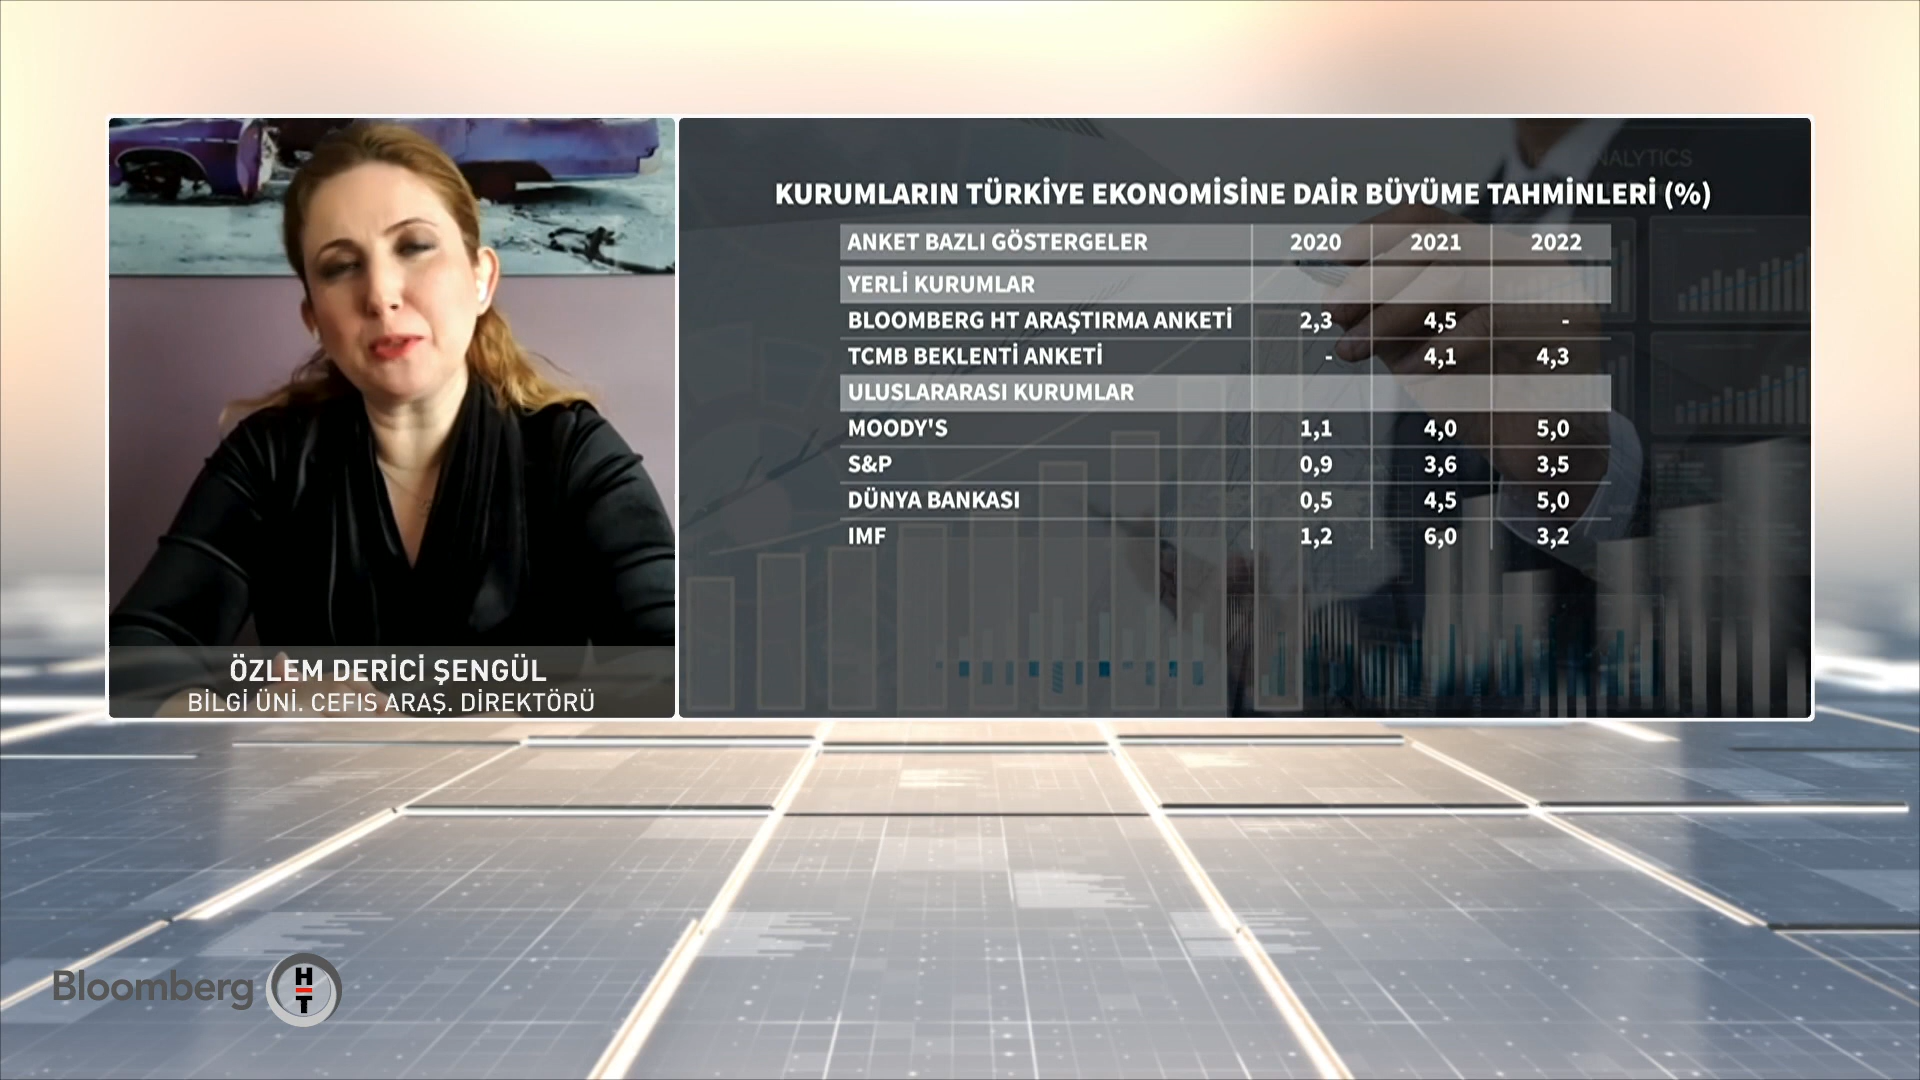 NALYTICS
KURUMLARIN TÜRKİYE EKONOMİSİNE DAİR BÜYÜME TAHMİNLERİ (%)
ANKET BAZLI GÖSTERGELER 2020 2021 2022
YERLİ KURUMLAR
BLOOMBERG HT ARAŞTIRMA ANKETİ 2,3 4,5 -
TCMB BEKLENTİ ANKETİ - 4,1 4,3
ULUSLARARASI KURUMLAR
MOODY'S 1,1 4,0 5,0
S&P 0,9 3,6 3,5
DÜNYA BANKASI 0,5 4,5 5,0
IMF 1,2 6,0 3,2
ÖZLEM DERİCİ ŞENGÜL
BİLGİ ÜNİ. CEFIS ARAŞ. DİREKTÖRÜ
Bloomberg HT